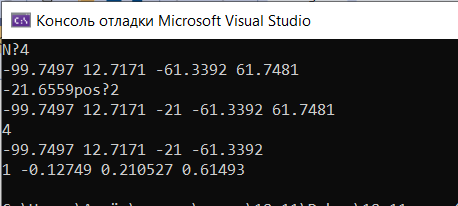 C:\ Консоль отладки Microsoft Visual Studio
N?4
-99.7497 12.7171 -61.3392 61.7481
-21.6559pos?2
-99.7497 12.7171 -21 -61.3392 61.7481
4
-99.7497 12.7171 -21 -61.3392
1 -0.12749 0.210527 0.61493